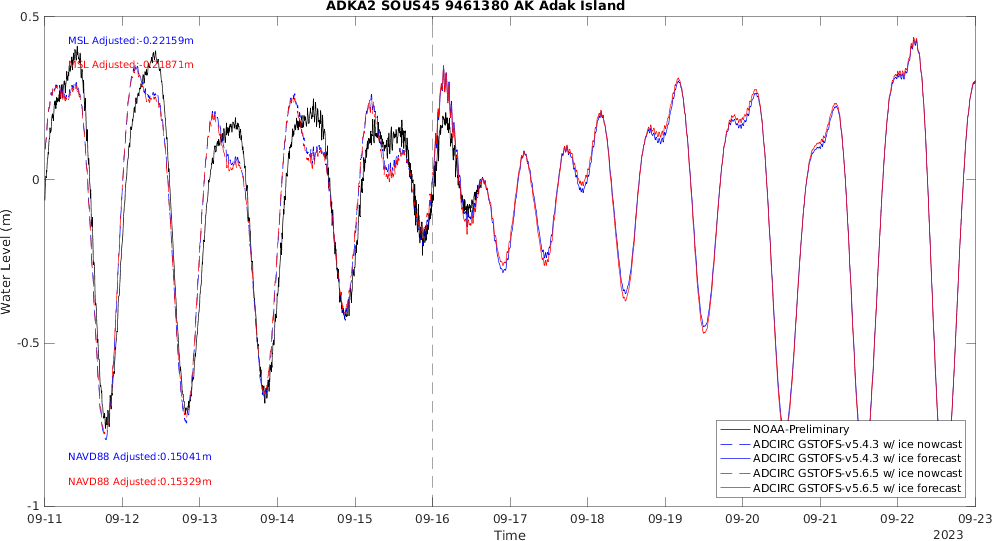 ADKA2 SOUS45 9461380 AK Adak Island
0.5
MSL Adjusted:-0.22159m
MSL Adjusted:-0.21871m
0
Water Level (m)
-0.5
NAVD88 Adjusted:0.15041m
NAVD88 Adjusted:0.15329m
NOAA-Preliminary
ADCIRC GSTOFS-v5.4.3 w/ ice nowcast
ADCIRC GSTOFS-v5.4.3 w/ ice forecast
ADCIRC GSTOFS-v5.6.5 w/ ice nowcast
ADCIRC GSTOFS-v5.6.5 w/ ice forecast
-1
09-11 09-12 09-13 09-14 09-15 09-16 09-17 09-18 09-19 09-20 09-21 09-22 09-23
Time
2023